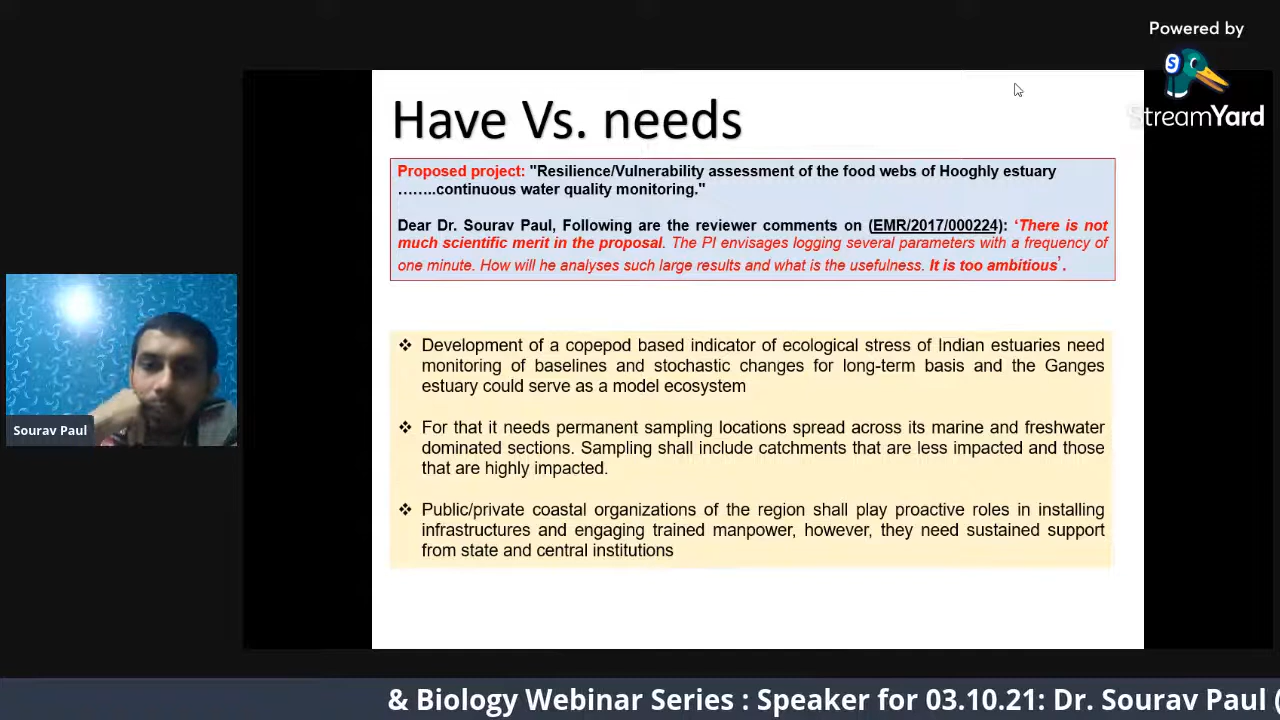 Powered by
S
StreamYard
Have Vs. needs
Proposed project: "Resilience/Vulnerability assessment of the food webs of Hooghly estuary
……..continuous water quality monitoring."
Dear Dr. Sourav Paul, Following are the reviewer comments on (EMR/2017/000224): ‘There is not
much scientific merit in the proposal. The PI envisages logging several parameters with a frequency of
one minute. How will he analyses such large results and what is the usefulness. It is too ambitious’.
❖ Development of a copepod based indicator of ecological stress of Indian estuaries need
monitoring of baselines and stochastic changes for long-term basis and the Ganges
estuary could serve as a model ecosystem
❖ For that it needs permanent sampling locations spread across its marine and freshwater
dominated sections. Sampling shall include catchments that are less impacted and those
that are highly impacted.
❖ Public/private coastal organizations of the region shall play proactive roles in installing
infrastructures and engaging trained manpower, however, they need sustained support
from state and central institutions
Sourav Paul
& Biology Webinar Series : Speaker for 03.10.21: Dr. Sourav Paul (